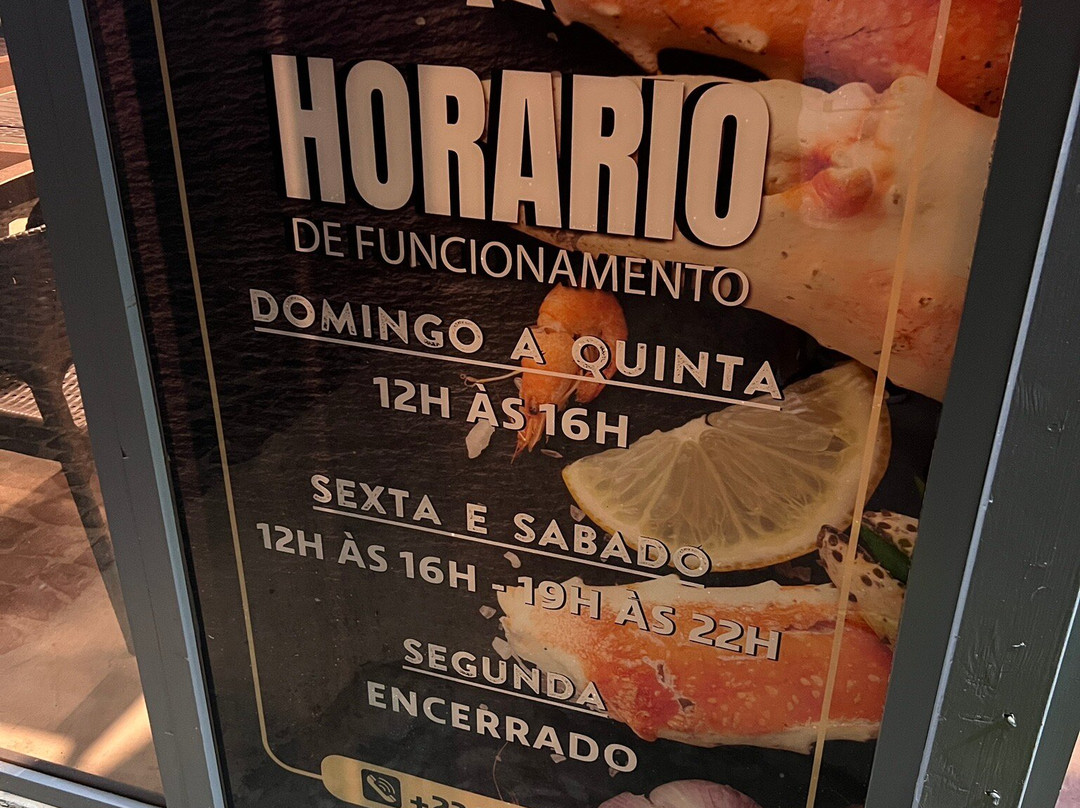 HORARIO
DE FUNCIONAMENTO
DOMINGO A QUINTA
12H ÀS 16H
SEXTA E SABADO
12H ÀS 16H - 19H ÀS 22H
SEGUNDA
ENCERRADO